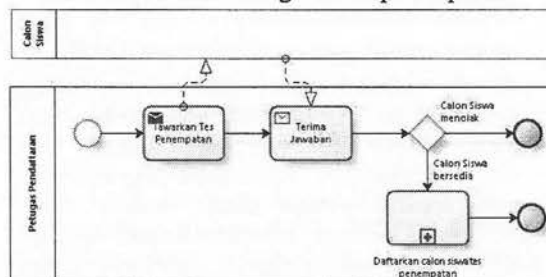 Calon
Siswa
Petugas Pendaftaran
Tawarkan Tes
Penempatan
Terima
Jawaban
Calon Siswa
menolak
Calon Siswa
bersedia
Daftarkan calon siswa tes
penempatan